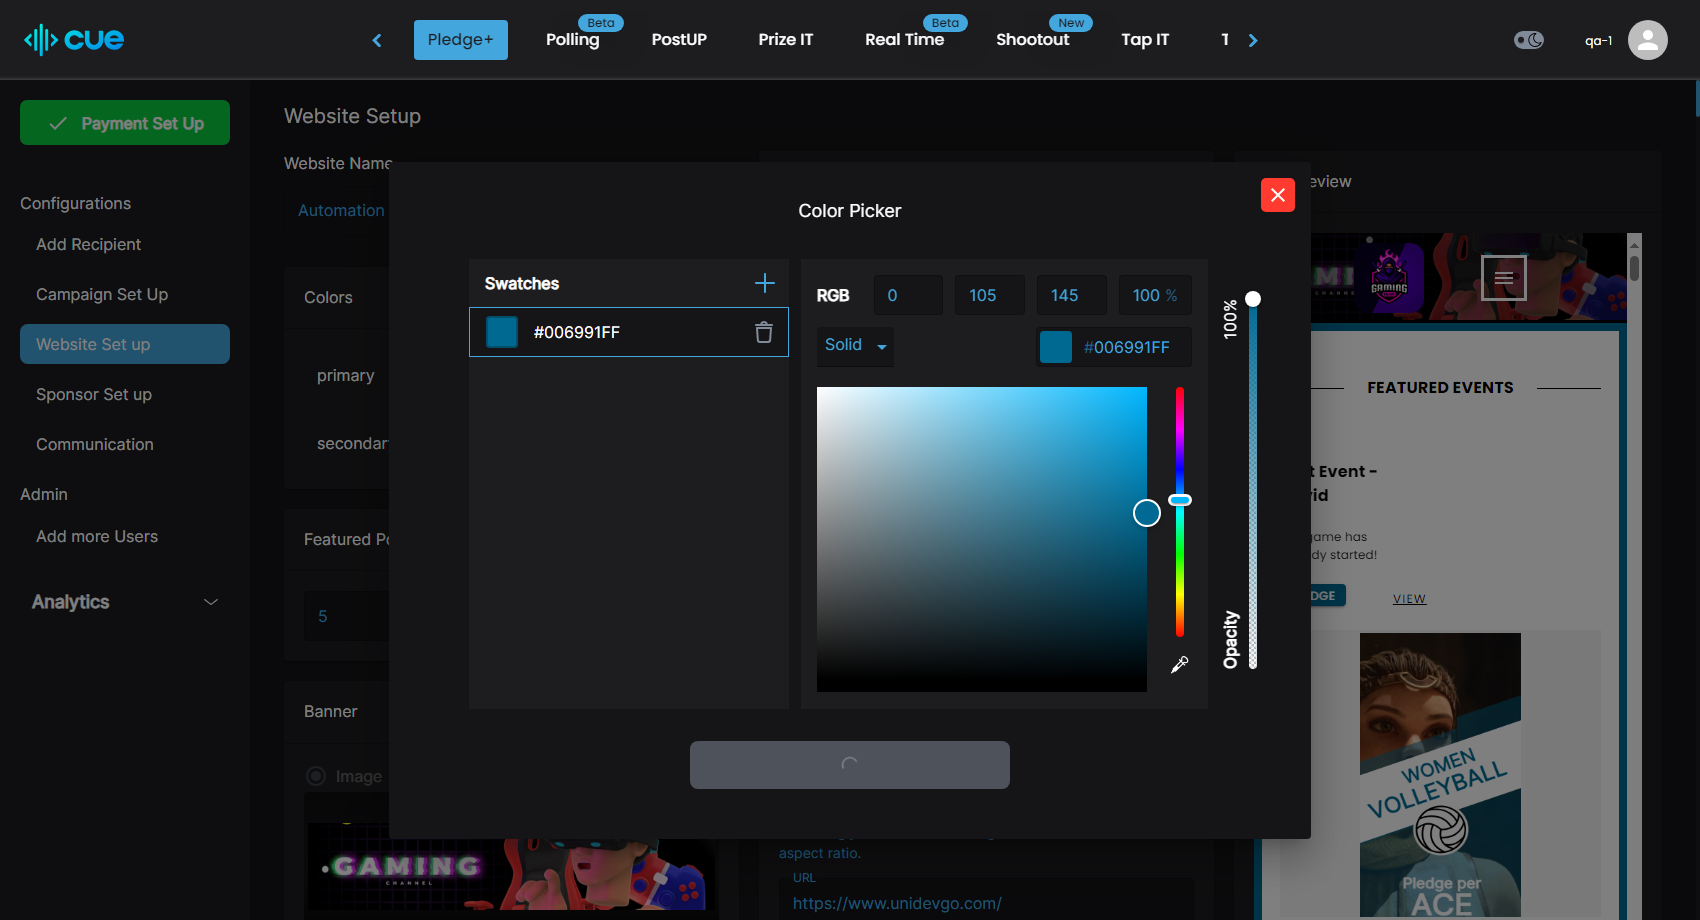 cue
Pledge+
Beta
Polling
PostUP
Prize IT
Beta
Real Time
New
Shootout
Tap IT
T
qa-1
Payment Set Up
Configurations
Add Recipient
Campaign Set Up
Website Set up
Sponsor Set up
Communication
Admin
Add more Users
Analytics
Website Setup
Website Name
Automation
Colors
primary
secondar
Featured Po
5
Banner
Image
GAMING
CHANNEL
Color Picker
Swatches
#006991FF
RGB
0
105
145
100 %
Solid
#006991FF
100%
Opacity
aspect ratio.
URL
https://www.unidevgo.com/
eview
GAMING
FEATURED EVENTS
t Event -
rid
game has
dy started!
DGE
VIEW
WOMEN
VOLLEYBALL
Pledge per
ACE